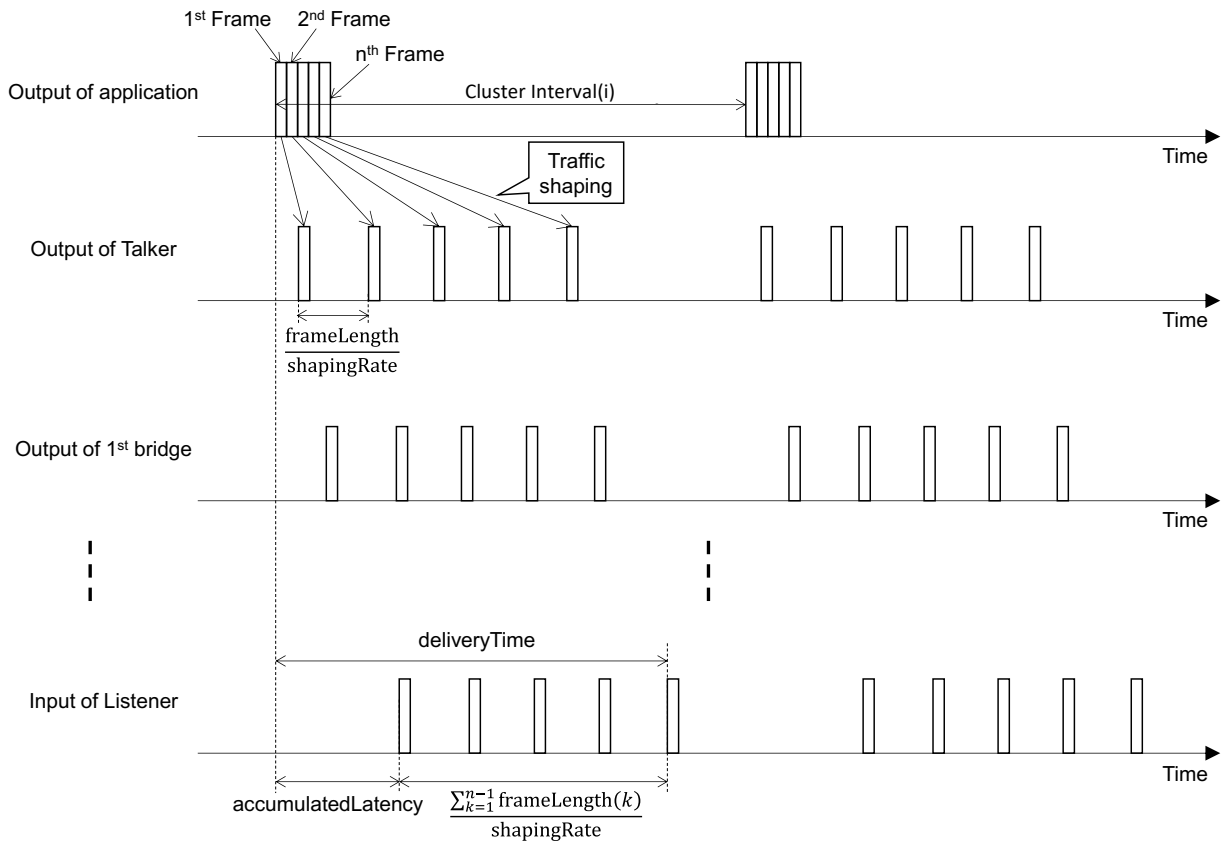 1st Frame
2nd Frame
nth Frame
Output of application
Cluster Interval(i)
Time
Traffic
shaping
Output of Talker
Time
frameLength
shapingRate
Output of 1st bridge
Time
deliveryTime
Input of Listener
Time
accumulatedLatency
∑_{k=1}^{n-1} frameLength(k)
shapingRate